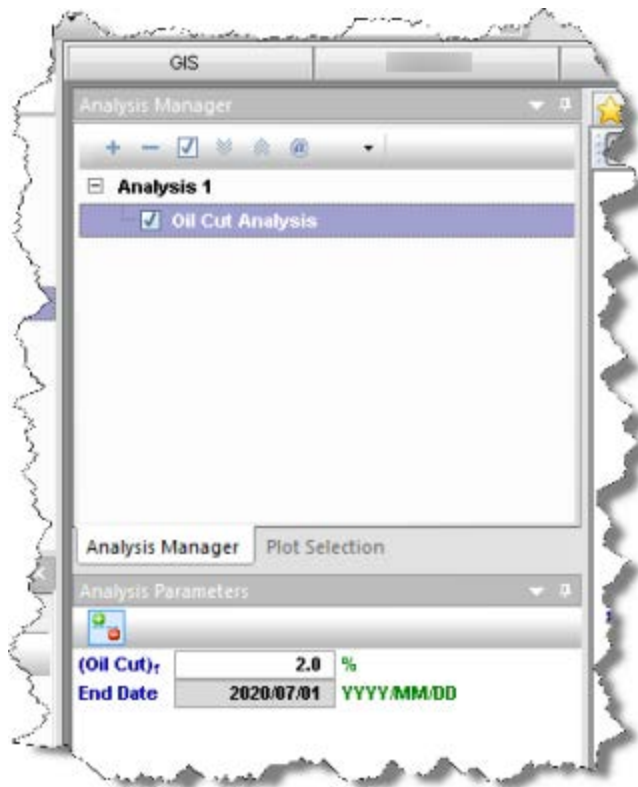 GIS
Analysis Manager
@
Analysis 1
Oil Cut Analysis
Analysis Manager Plot Selection
Analysis Parameters
(Oil Cut)f 2.0 %
End Date 2020/07/01 YYYY/MM/DD